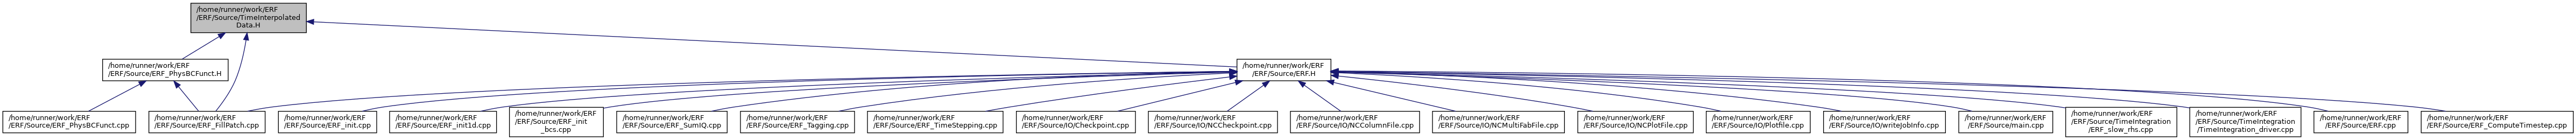 /home/runner/work/ERF
/ERF/Source/TimeInterpolated
Data.H
/home/runner/work/ERF
/ERF/Source/ERF_PhysBCFunct.H
/home/runner/work/ERF
/ERF/Source/ERF.H
/home/runner/work/ERF
/ERF/Source/ERF_PhysBCFunct.cpp
/home/runner/work/ERF
/ERF/Source/ERF_FillPatch.cpp
/home/runner/work/ERF
/ERF/Source/ERF_init.cpp
/home/runner/work/ERF
/ERF/Source/ERF_init1d.cpp
/home/runner/work/ERF
/ERF/Source/ERF_init
_bcs.cpp
/home/runner/work/ERF
/ERF/Source/ERF_SumIQ.cpp
/home/runner/work/ERF
/ERF/Source/ERF_Tagging.cpp
/home/runner/work/ERF
/ERF/Source/ERF_TimeStepping.cpp
/home/runner/work/ERF
/ERF/Source/IO/Checkpoint.cpp
/home/runner/work/ERF
/ERF/Source/IO/NCCheckpoint.cpp
/home/runner/work/ERF
/ERF/Source/IO/NCColumnFile.cpp
/home/runner/work/ERF
/ERF/Source/IO/NCMultiFabFile.cpp
/home/runner/work/ERF
/ERF/Source/IO/NCPlotFile.cpp
/home/runner/work/ERF
/ERF/Source/IO/Plotfile.cpp
/home/runner/work/ERF
/ERF/Source/IO/writeJobInfo.cpp
/home/runner/work/ERF
/ERF/Source/main.cpp
/home/runner/work/ERF
/ERF/Source/TimeIntegration
/ERF_slow_rhs.cpp
/home/runner/work/ERF
/ERF/Source/TimeIntegration
/TimeIntegration_driver.cpp
/home/runner/work/ERF
/ERF/Source/ERF.cpp
/home/runner/work/ERF
/ERF/Source/ERF_ComputeTimestep.cpp